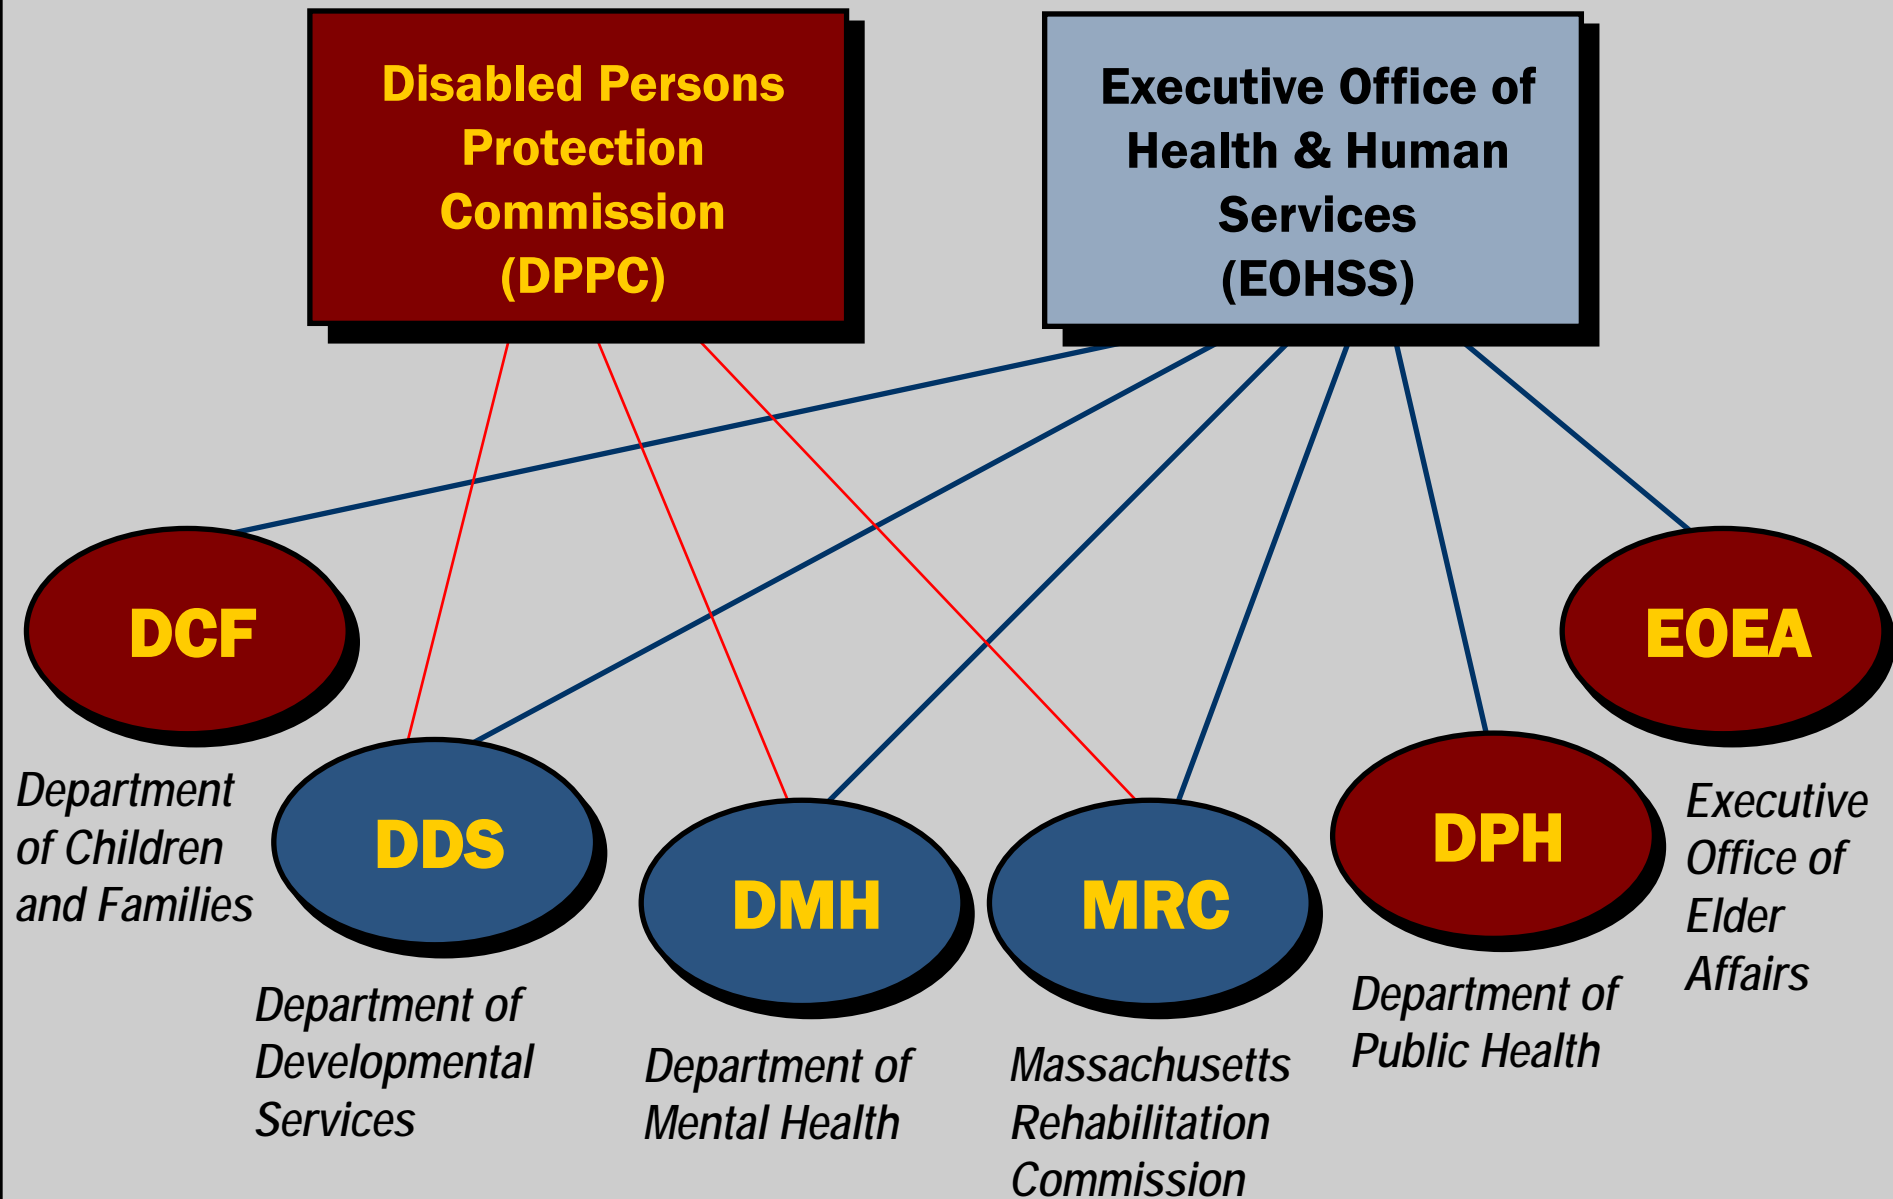 Disabled Persons
Protection
Commission
(DPPC)
Executive Office of
Health & Human
Services
(EOHSS)
DCF
Department
of Children
and Families
DDS
Department of
Developmental
Services
DMH
Department of
Mental Health
MRC
Massachusetts
Rehabilitation
Commission
DPH
Department of
Public Health
EOEA
Executive
Office of
Elder
Affairs